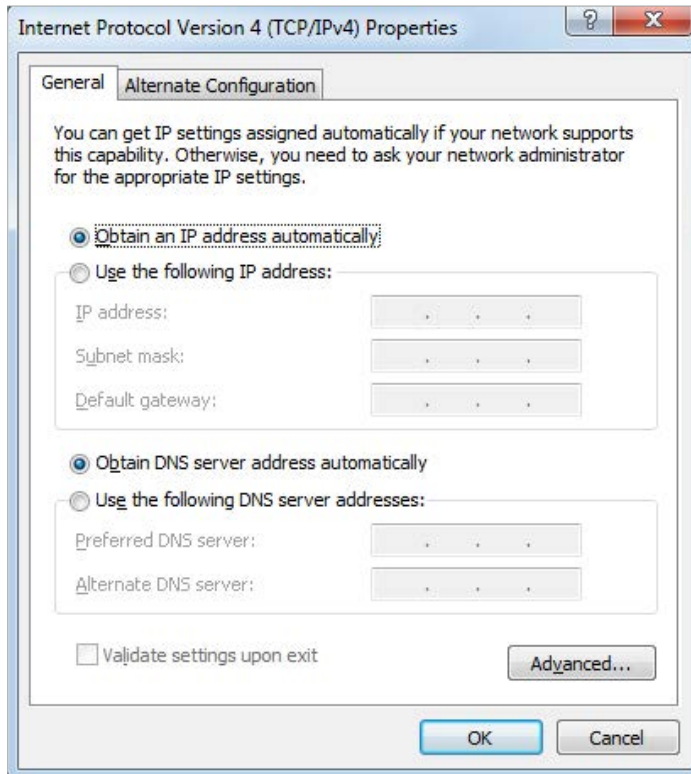 Internet Protocol Version 4 (TCP/IPv4) Properties
General
Alternate Configuration
You can get IP settings assigned automatically if your network supports
this capability. Otherwise, you need to ask your network administrator
for the appropriate IP settings.
Obtain an IP address automatically
Use the following IP address:
IP address:
Subnet mask:
Default gateway:
Obtain DNS server address automatically
Use the following DNS server addresses:
Preferred DNS server:
Alternate DNS server:
Validate settings upon exit
Advanced...
OK
Cancel